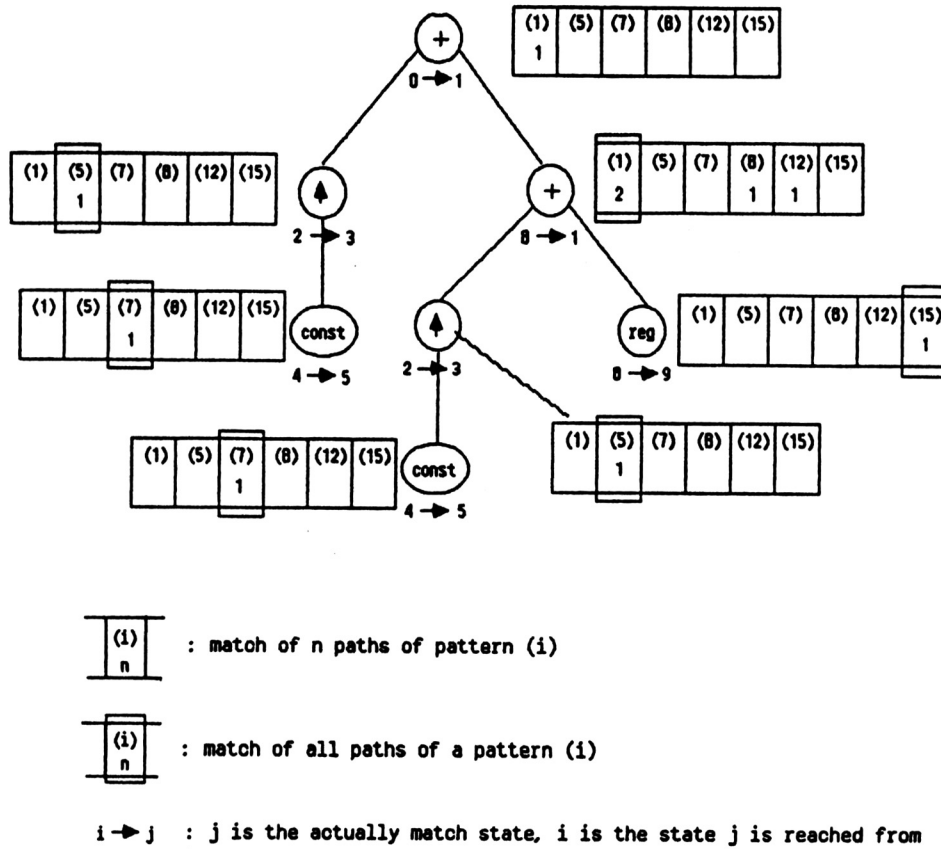 (1) (5) (7) (8) (12) (15)
1
+
0 → 1
(1) (5) (7) (8) (12) (15)
1
↑
2 → 3
+
0 → 1
(1) (5) (7) (8) (12) (15)
2 1 1
(1) (5) (7) (8) (12) (15)
1
const
4 → 5
↑
2 → 3
reg
8 → 9
(1) (5) (7) (8) (12) (15)
1
(1) (5) (7) (8) (12) (15)
1
const
4 → 5
(1) (5) (7) (8) (12) (15)
1
(i)
n
: match of n paths of pattern (i)
(i)
n
: match of all paths of a pattern (i)
i → j : j is the actually match state, i is the state j is reached from